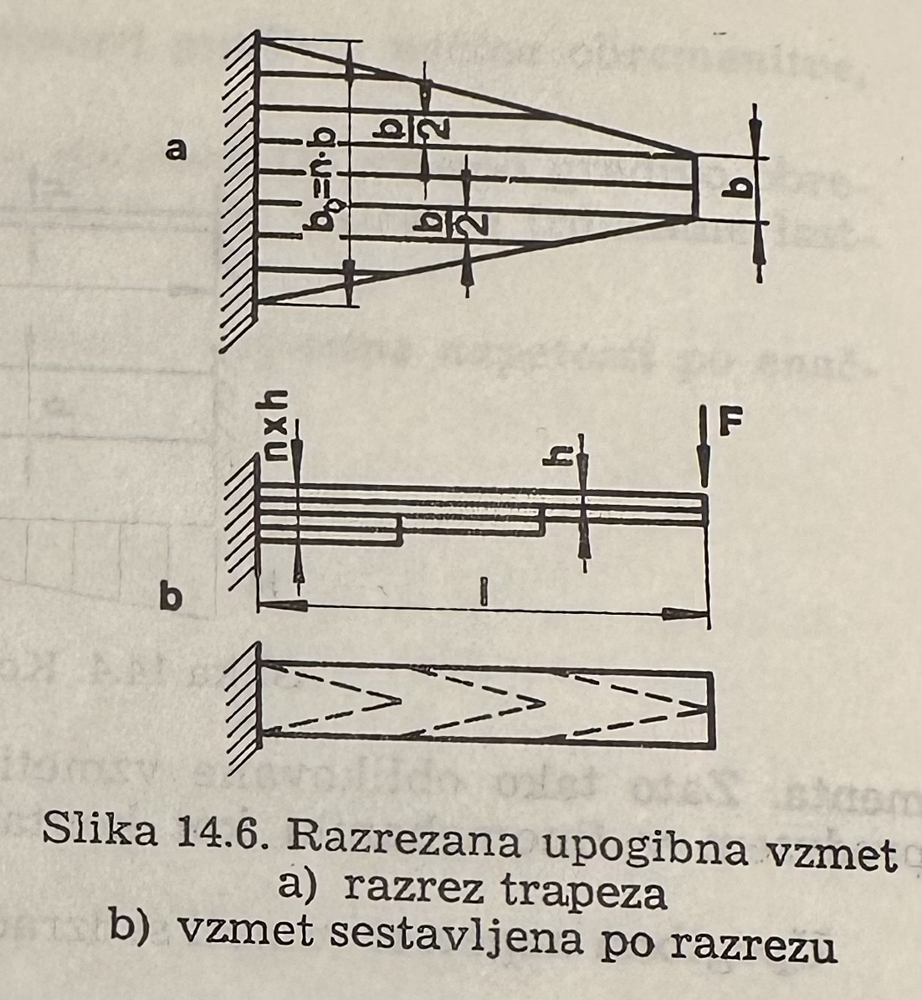 a
b₀=n·b
b/2
b/2
b
n×h
h
F
b
l
Slika 14.6. Razrezana upogibna vzmet
a) razrez trapeza
b) vzmet sestavljena po razrezu